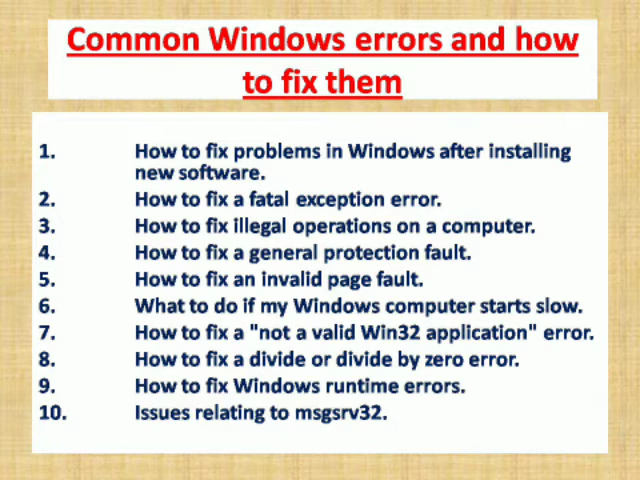 Common Windows errors and how
to fix them
1. How to fix problems in Windows after installing
new software.
2. How to fix a fatal exception error.
3. How to fix illegal operations on a computer.
4. How to fix a general protection fault.
5. How to fix an invalid page fault.
6. What to do if my Windows computer starts slow.
7. How to fix a "not a valid Win32 application" error.
8. How to fix a divide or divide by zero error.
9. How to fix Windows runtime errors.
10. Issues relating to msgsrv32.